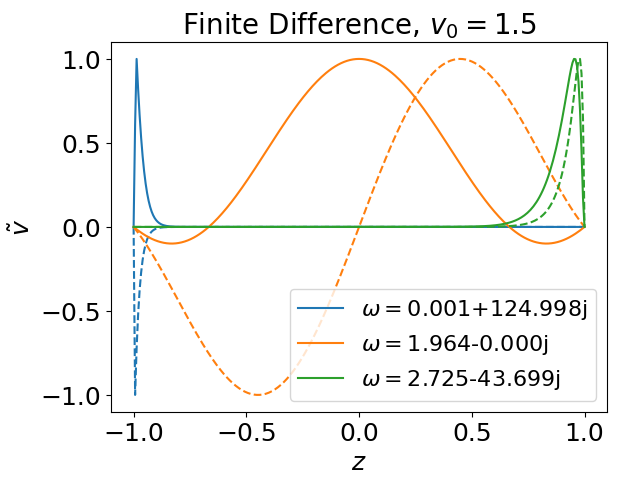 Finite Difference, v₀ = 1.5
1.0
0.5
0.0
−0.5
−1.0
ṽ
ω = 0.001+124.998j
ω = 1.964-0.000j
ω = 2.725-43.699j
−1.0 −0.5 0.0 0.5 1.0
z